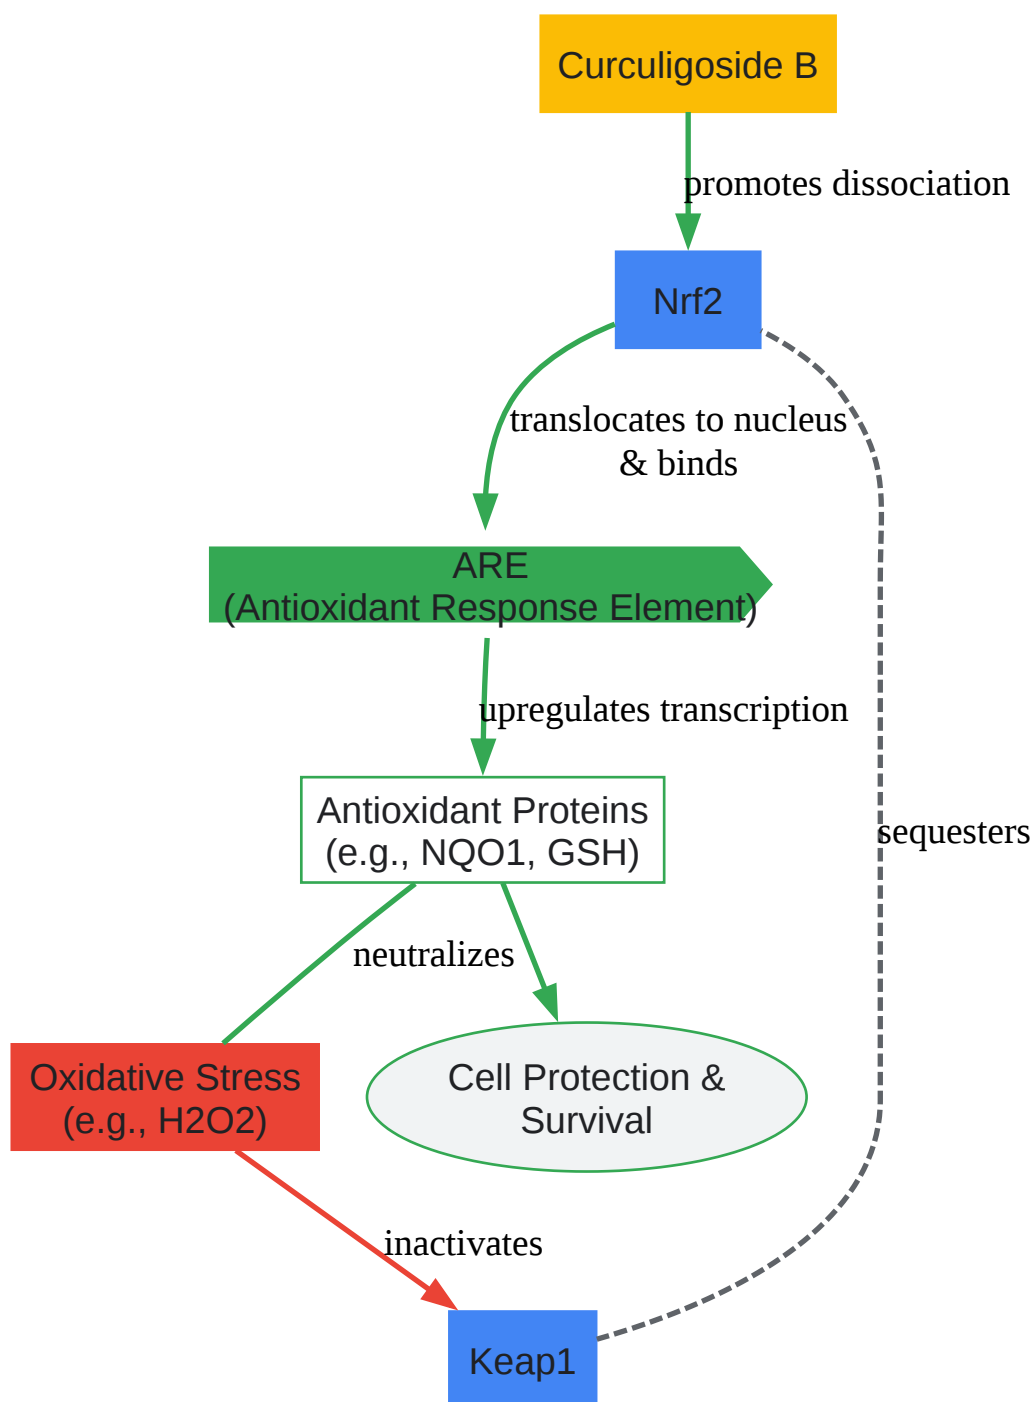 Curculigoside B
promotes dissociation
Nrf2
translocates to nucleus
& binds
ARE
(Antioxidant Response Element)
upregulates transcription
Antioxidant Proteins
(e.g., NQO1, GSH)
sequesters
neutralizes
Oxidative Stress
(e.g., H2O2)
Cell Protection &
Survival
inactivates
Keap1